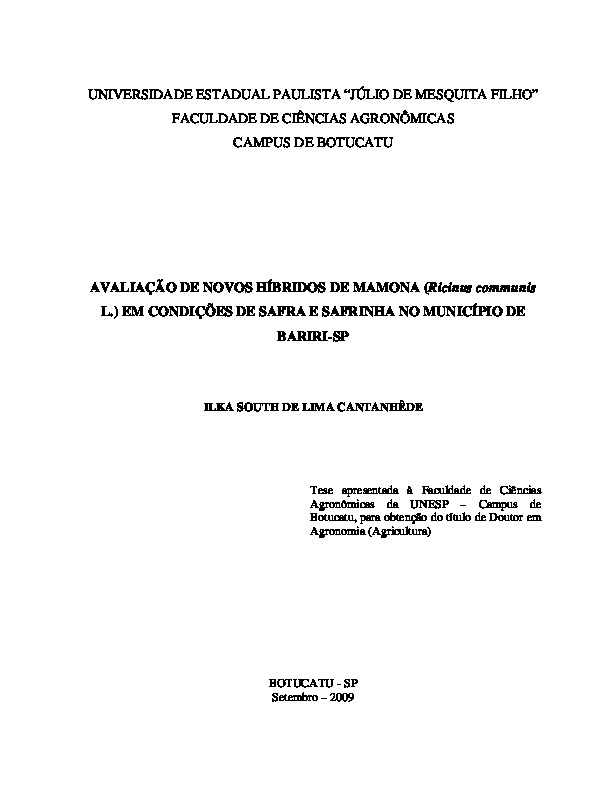 UNIVERSIDADE ESTADUAL PAULISTA “JÚLIO DE MESQUITA FILHO”
FACULDADE DE CIÊNCIAS AGRONÔMICAS
CAMPUS DE BOTUCATU
AVALIAÇÃO DE NOVOS HÍBRIDOS DE MAMONA (Ricinus communis
L.) EM CONDIÇÕES DE SAFRA E SAFRINHA NO MUNICÍPIO DE
BARIRI-SP
ILKA SOUTH DE LIMA CANTANHÊDE
Tese apresentada à Faculdade de Ciências
Agronômicas da UNESP – Campus de
Botucatu, para obtenção do título de Doutor em
Agronomia (Agricultura)
BOTUCATU - SP
Setembro – 2009